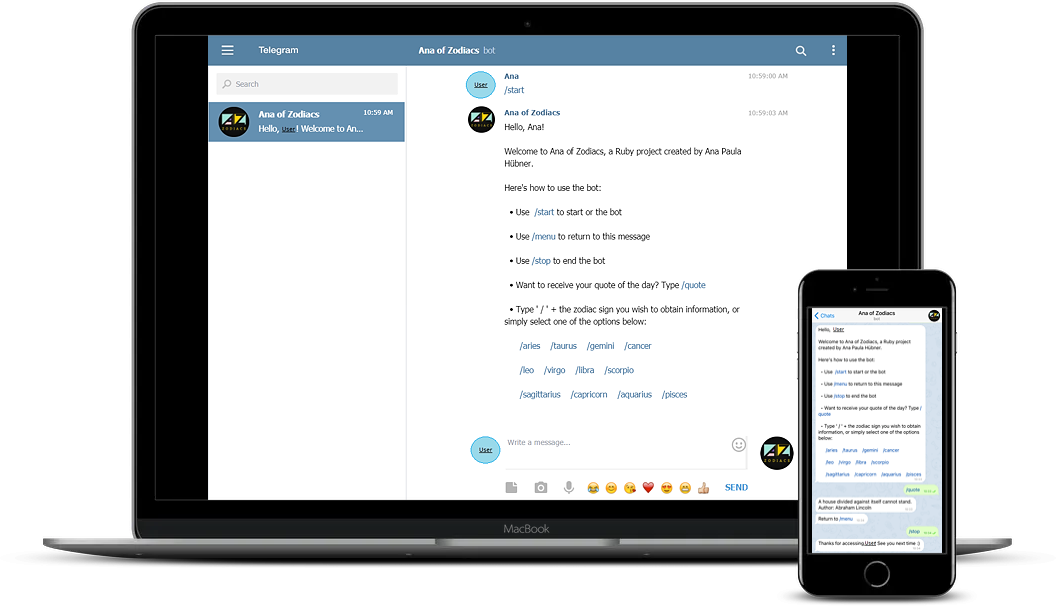 Telegram
Ana of Zodiacs bot
Search
Ana of Zodiacs 10:59 AM
Hello, User! Welcome to An...
AZ
ZODIACS
User
Ana 10:59:00 AM
/start
AZ
ZODIACS
Ana of Zodiacs 10:59:03 AM
Hello, Ana!
Welcome to Ana of Zodiacs, a Ruby project created by Ana Paula
Hübner.
Here's how to use the bot:
• Use /start to start or the bot
• Use /menu to return to this message
• Use /stop to end the bot
• Want to receive your quote of the day? Type /quote
• Type ' / ' + the zodiac sign you wish to obtain information, or
simply select one of the options below:
/aries /taurus /gemini /cancer
/leo /virgo /libra /scorpio
/sagittarius /capricorn /aquarius /pisces
User
Write a message...
AZ
ZODIACS
SEND
MacBook
Chats
Ana of Zodiacs
bot
Hello, User
Welcome to Ana of Zodiacs, a Ruby project
created by Ana Paula Hübner.
Here's how to use the bot:
• Use /start to start or the bot
• Use /menu to return to this message
• Use /stop to end the bot
• Want to receive your quote of the day? Type /
quote
• Type ' / ' + the zodiac sign you wish to obtain
information, or simply select one of the options
below:
/aries /taurus /gemini /cancer
/leo /virgo /libra /scorpio
/sagittarius /capricorn /aquarius /pisces
/quote
A house divided against itself cannot stand.
Author: Abraham Lincoln
Return to /menu
/stop
Thanks for accessing User See you next time :)